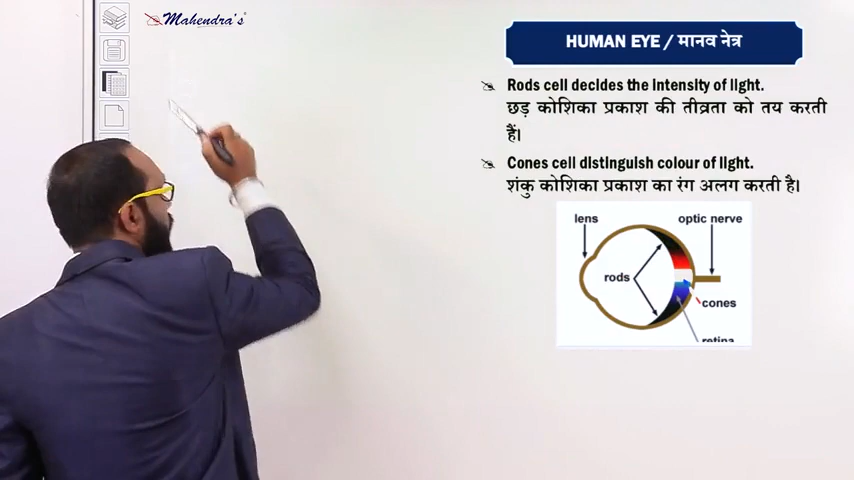 Mahendra's
HUMAN EYE / मानव नेत्र
Rods cell decides the intensity of light.
छड़ कोशिका प्रकाश की तीव्रता को तय करती
हैं।
Cones cell distinguish colour of light.
शंकु कोशिका प्रकाश का रंग अलग करती है।
lens
optic nerve
rods
cones
retina